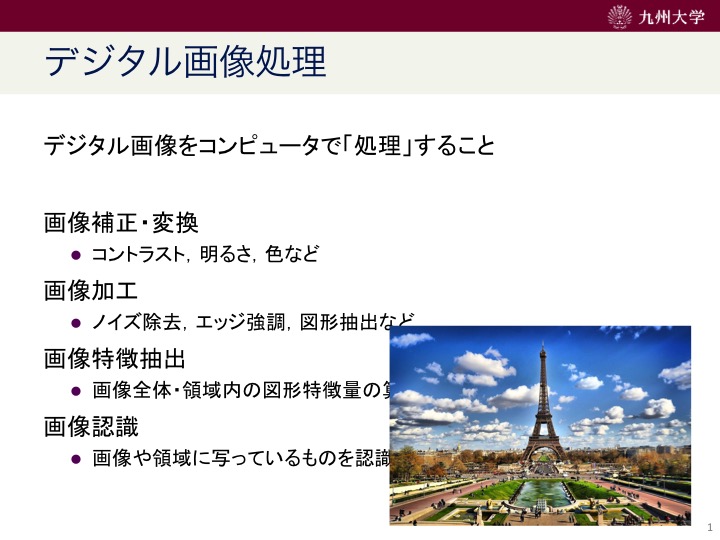 九州大学
デジタル画像処理
デジタル画像をコンピュータで「処理」すること
画像補正・変換
● コントラスト，明るさ，色など
画像加工
● ノイズ除去，エッジ強調，図形抽出など
画像特徴抽出
● 画像全体・領域内の図形特徴量の
画像認識
● 画像や領域に写っているものを認識
1